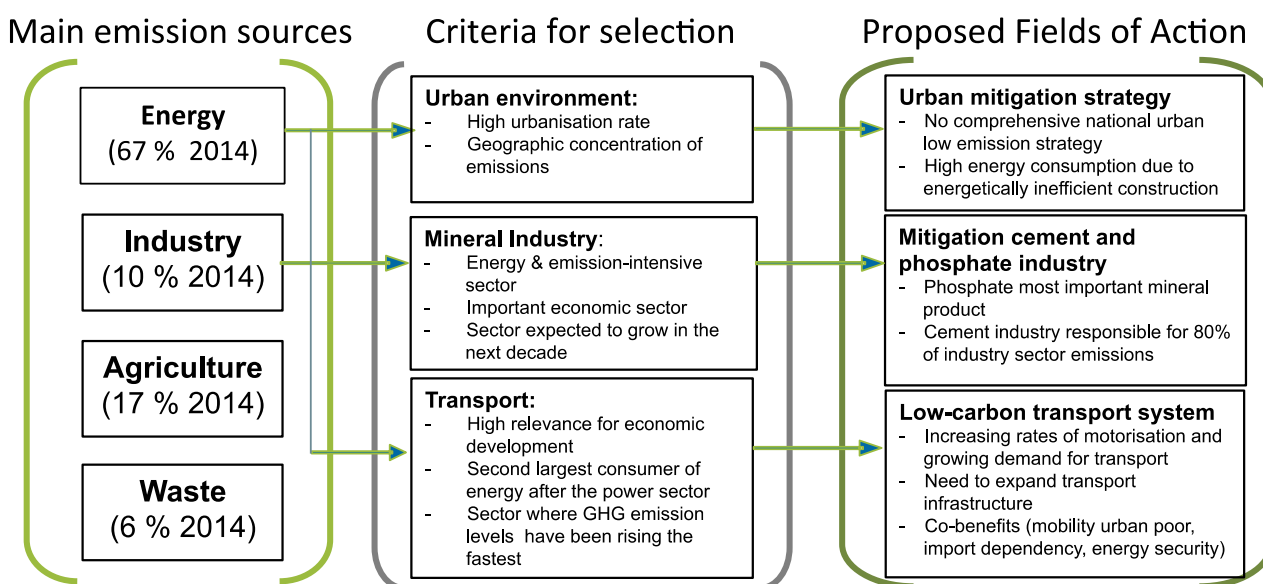 Main emission sources
Energy
(67 % 2014)
Industry
(10 % 2014)
Agriculture
(17 % 2014)
Waste
(6 % 2014)
Criteria for selection
Urban environment:
- High urbanisation rate
- Geographic concentration of
emissions
Mineral Industry:
- Energy & emission-intensive
sector
- Important economic sector
- Sector expected to grow in the
next decade
Transport:
- High relevance for economic
development
- Second largest consumer of
energy after the power sector
- Sector where GHG emission
levels have been rising the
fastest
Proposed Fields of Action
Urban mitigation strategy
- No comprehensive national urban
low emission strategy
- High energy consumption due to
energetically inefficient construction
Mitigation cement and
phosphate industry
- Phosphate most important mineral
product
- Cement industry responsible for 80%
of industry sector emissions
Low-carbon transport system
- Increasing rates of motorisation and
growing demand for transport
- Need to expand transport
infrastructure
- Co-benefits (mobility urban poor,
import dependency, energy security)